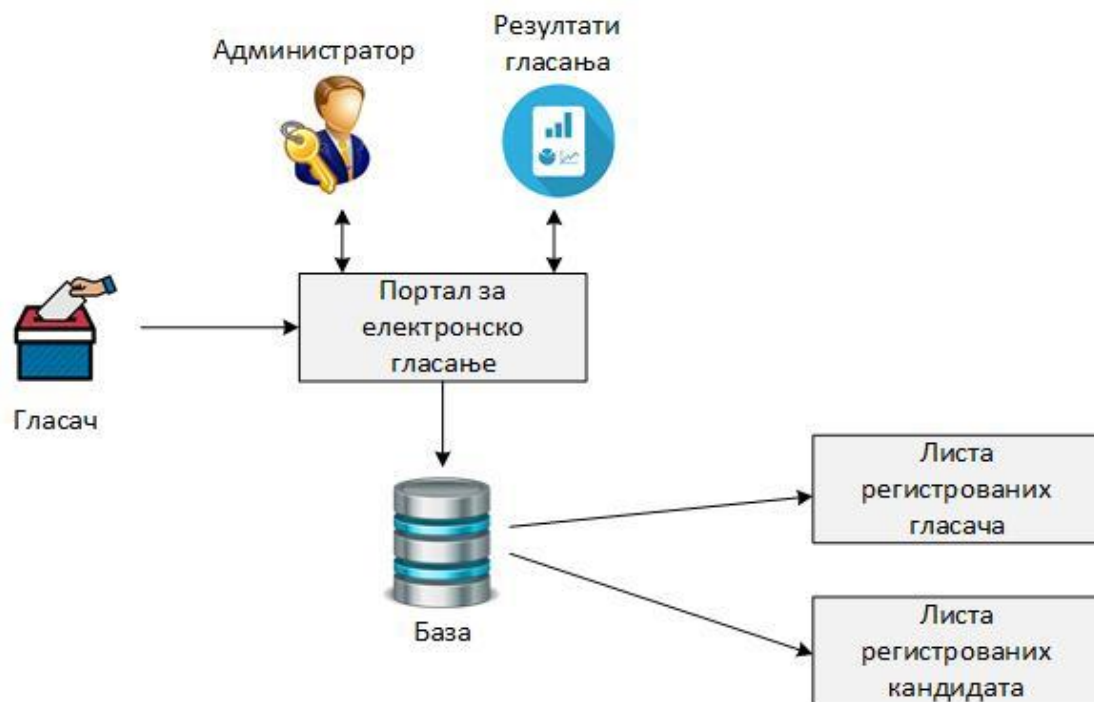 Администратор
Резултати
гласања
Портал за
електронско
гласање
Гласач
База
Листа
регистрованих
гласача
Листа
регистрованих
кандидата